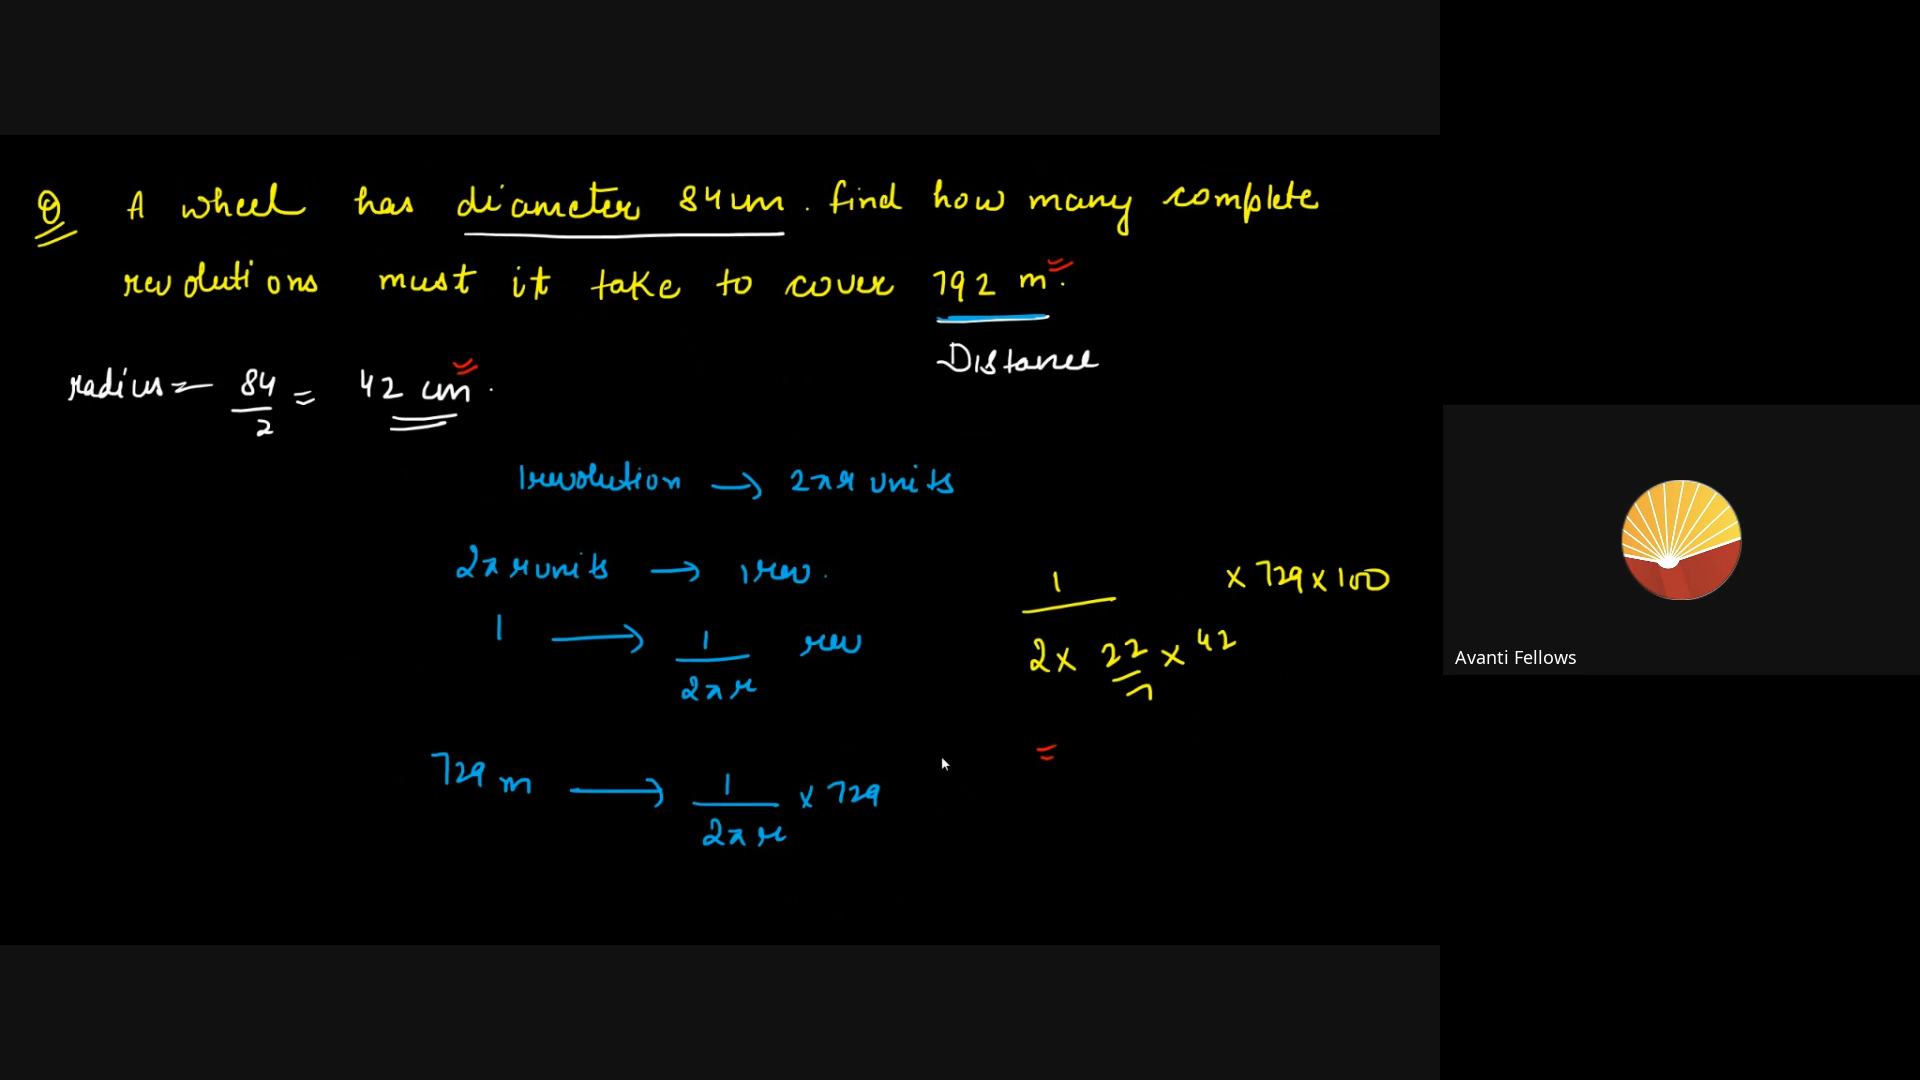 Q A wheel has diameter 84 cm. find how many complete
revolutions must it take to cover 792 m.
Distance
radius = 84/2 = 42 cm.
1 revolution → 2πr units
2πr units → 1 rev.
1 → 1/2πr rev
729 m → 1/2πr × 729
1/(2 × 22/7 × 42) × 729 × 100
=
Avanti Fellows